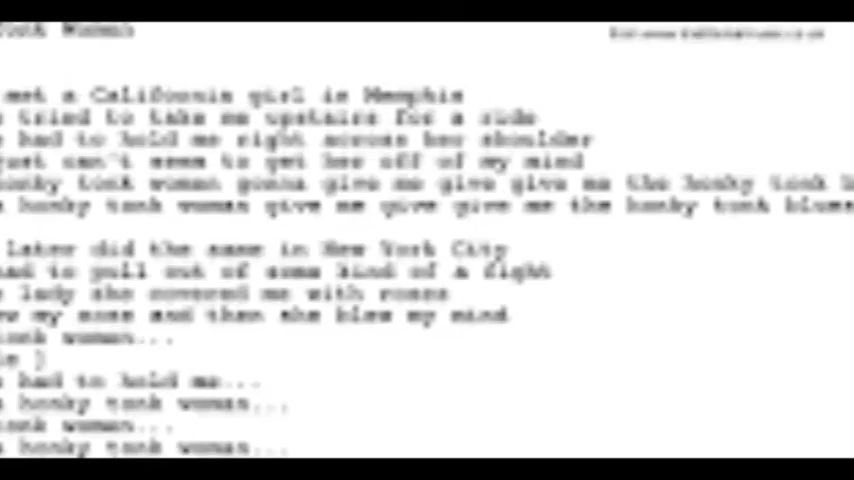 Tonk Woman
met a California girl in Memphis
tried to take me upstairs for a ride
had to hold me right across her shoulder
just can't seem to get her off of my mind
honky tonk woman gonna give me give give me the honky tonk
honky tonk woman give me give give me the honky tonk blues
later did the same in New York City
had to pull out of some kind of a fight
lady she covered me with roses
my nose and then she blew my mind
tonk woman...
]
had to hold me...
honky tonk woman...
tonk woman...
honky tonk woman...